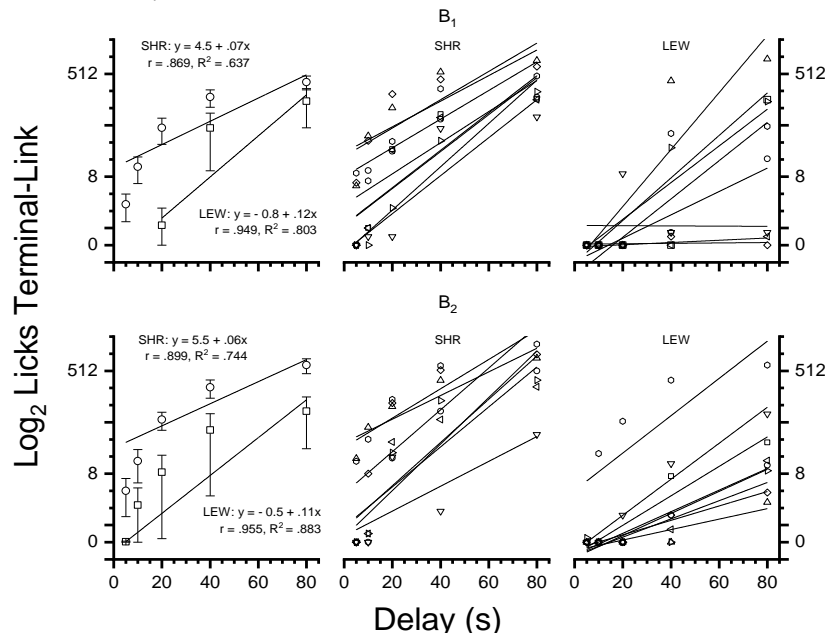 B1
SHR: y = 4.5 + .07x
r = .869, R2 = .637
SHR
LEW
512
8
0
512
8
0
LEW: y = - 0.8 + .12x
r = .949, R2 = .803
Log2 Licks Terminal-Link
B2
SHR: y = 5.5 + .06x
r = .899, R2 = .744
SHR
LEW
512
8
0
512
8
0
LEW: y = - 0.5 + .11x
r = .955, R2 = .883
0 20 40 60 80 0 20 40 60 80 0 20 40 60 80
Delay (s)